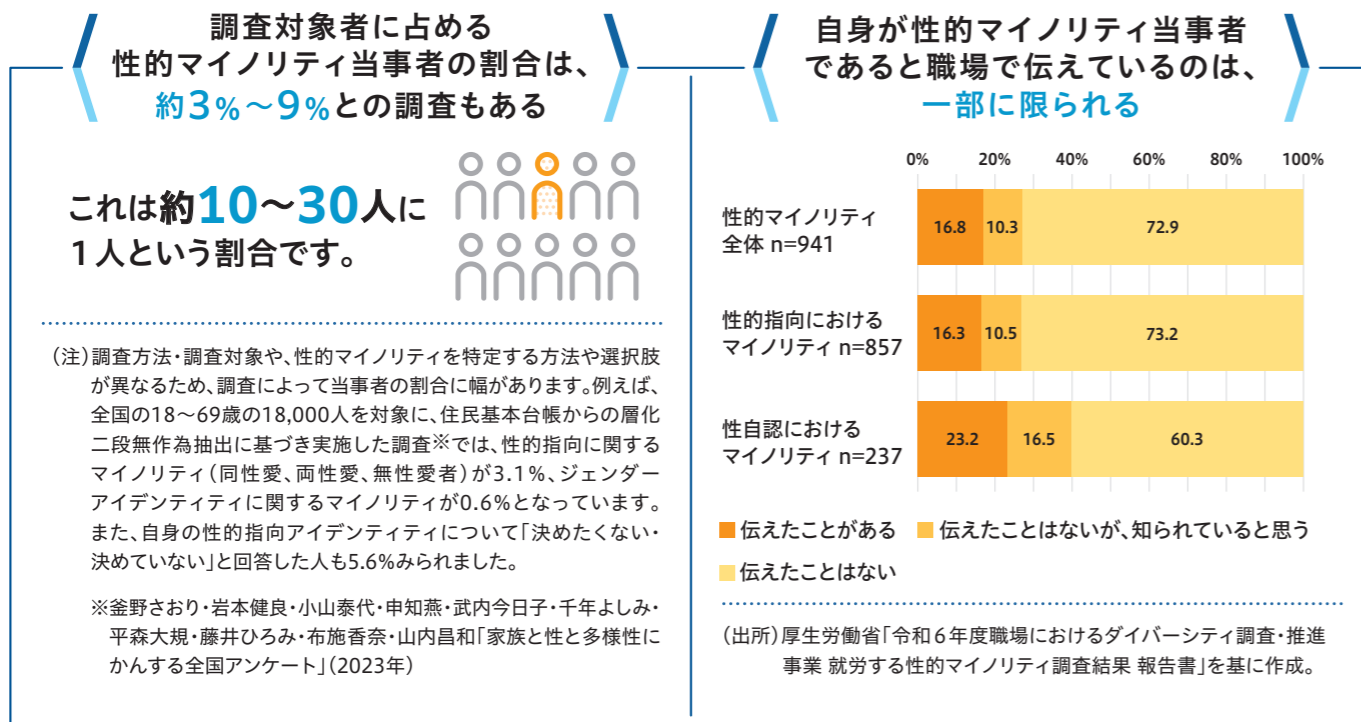 調査対象者に占める
性的マイノリティ当事者の割合は、
約3%～9%との調査もある
これは約10～30人に
1人という割合です。
（注）調査方法・調査対象や、性的マイノリティを特定する方法や選択肢
が異なるため、調査によって当事者の割合に幅があります。例えば、
全国の18～69歳の18,000人を対象に、住民基本台帳からの層化
二段無作為抽出に基づき実施した調査※では、性的指向に関する
マイノリティ（同性愛、両性愛、無性愛者）が3.1%、ジェンダー
アイデンティティに関するマイノリティが0.6%となっています。
また、自身の性的指向アイデンティティについて「決めたくない・
決めていない」と回答した人も5.6%みられました。
※釜野さおり・岩本健良・小山泰代・申知燕・武内今日子・千年よしみ・
平森大規・藤井ひろみ・布施香奈・山内昌和「家族と性と多様性に
かんする全国アンケート」（2023年）
自身が性的マイノリティ当事者
であると職場で伝えているのは、
一部に限られる
0% 20% 40% 60% 80% 100%
性的マイノリティ
全体 n=941
16.8 10.3 72.9
性的指向における
マイノリティ n=857
16.3 10.5 73.2
性自認における
マイノリティ n=237
23.2 16.5 60.3
伝えたことがある 伝えたことはないが、知られていると思う
伝えたことはない
（出所）厚生労働省「令和6年度職場におけるダイバーシティ調査・推進
事業 就労する性的マイノリティ調査結果 報告書」を基に作成。